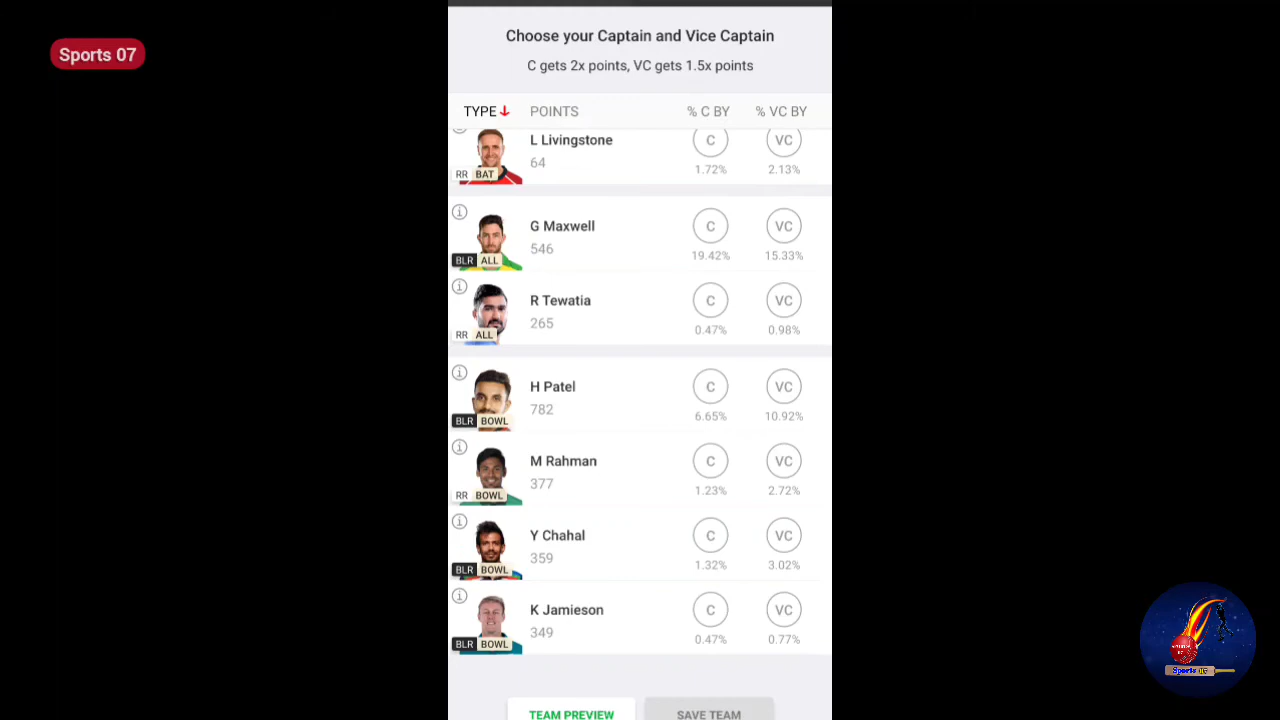 Sports 07
Choose your Captain and Vice Captain
C gets 2x points, VC gets 1.5x points
TYPE POINTS % C BY % VC BY
L Livingstone
64
RR BAT
C
1.72%
VC
2.13%
G Maxwell
546
BLR ALL
C
19.42%
VC
15.33%
R Tewatia
265
RR ALL
C
0.47%
VC
0.98%
H Patel
782
BLR BOWL
C
6.65%
VC
10.92%
M Rahman
377
RR BOWL
C
1.23%
VC
2.72%
Y Chahal
359
BLR BOWL
C
1.32%
VC
3.02%
K Jamieson
349
BLR BOWL
C
0.47%
VC
0.77%
TEAM PREVIEW
SAVE TEAM
Sports 07